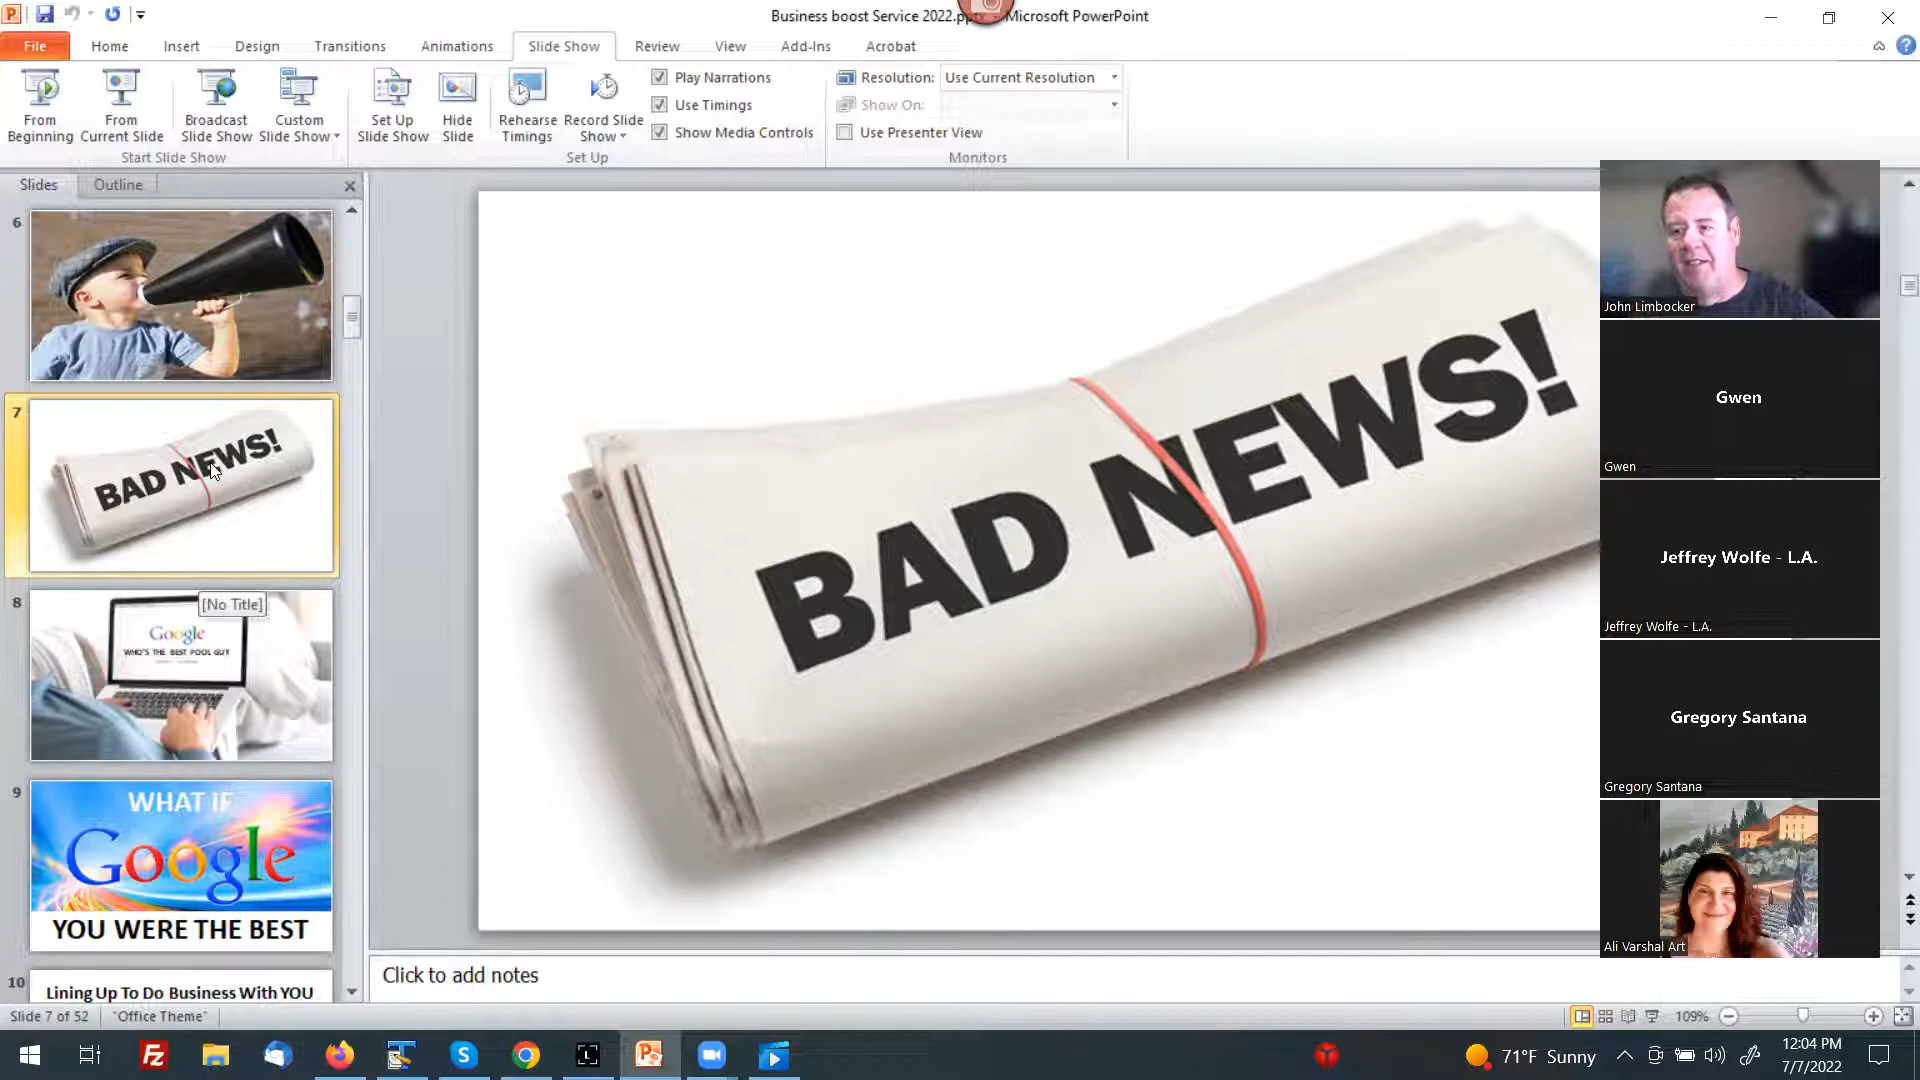 Business boost Service 2022.pptx - Microsoft PowerPoint
File Home Insert Design Transitions Animations Slide Show Review View Add-Ins Acrobat
From Beginning
From Current Slide
Broadcast Slide Show
Custom Slide Show
Set Up Slide Show
Hide Slide
Rehearse Timings
Record Slide Show
Play Narrations
Use Timings
Show Media Controls
Resolution: Use Current Resolution
Show On:
Use Presenter View
Start Slide Show
Set Up
Monitors
Slides Outline
6
7
BAD NEWS!
[No Title]
8
Google
WHO'S THE BEST POOL GUY
9
WHAT IF
Google
YOU WERE THE BEST
10
Lining Up To Do Business With YOU
BAD NEWS!
John Limbocker
Gwen
Gwen
Jeffrey Wolfe - L.A.
Jeffrey Wolfe - L.A.
Gregory Santana
Gregory Santana
Ali Varshal Art
Click to add notes
Slide 7 of 52 "Office Theme" 109%
71°F Sunny
12:04 PM
7/7/2022